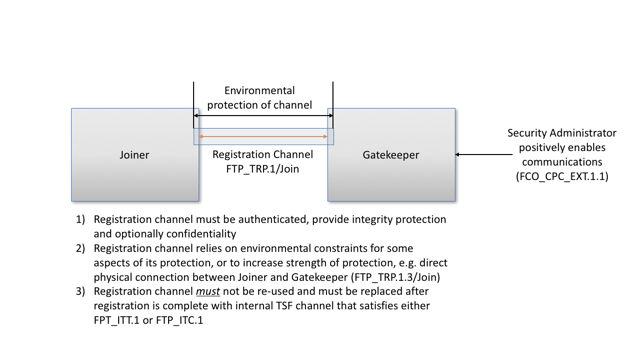 Environmental
protection of channel
Joiner
Registration Channel
FTP_TRP.1/Join
Gatekeeper
Security Administrator
positively enables
communications
(FCO_CPC_EXT.1.1)
1) Registration channel must be authenticated, provide integrity protection
and optionally confidentiality
2) Registration channel relies on environmental constraints for some
aspects of its protection, or to increase strength of protection, e.g. direct
physical connection between Joiner and Gatekeeper (FTP_TRP.1.3/Join)
3) Registration channel must not be re-used and must be replaced after
registration is complete with internal TSF channel that satisfies either
FPT_ITT.1 or FTP_ITC.1